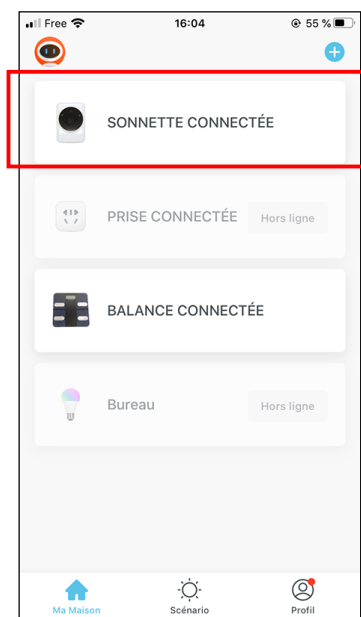 Free 16:04 55 %
SONNETTE CONNECTÉE
PRISE CONNECTÉE Hors ligne
BALANCE CONNECTÉE
Bureau Hors ligne
Ma Maison Scénario Profil